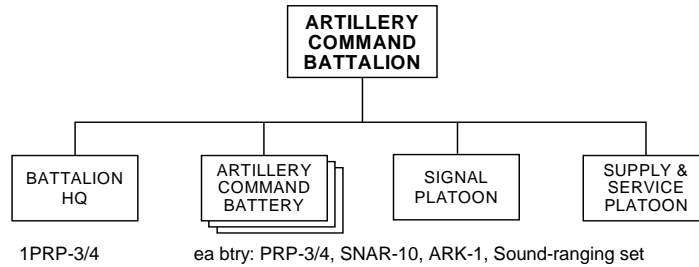 ARTILLERY
COMMAND
BATTALION
BATTALION
HQ
ARTILLERY
COMMAND
BATTERY
SIGNAL
PLATOON
SUPPLY &
SERVICE
PLATOON
1PRP-3/4
ea btry: PRP-3/4, SNAR-10, ARK-1, Sound-ranging set